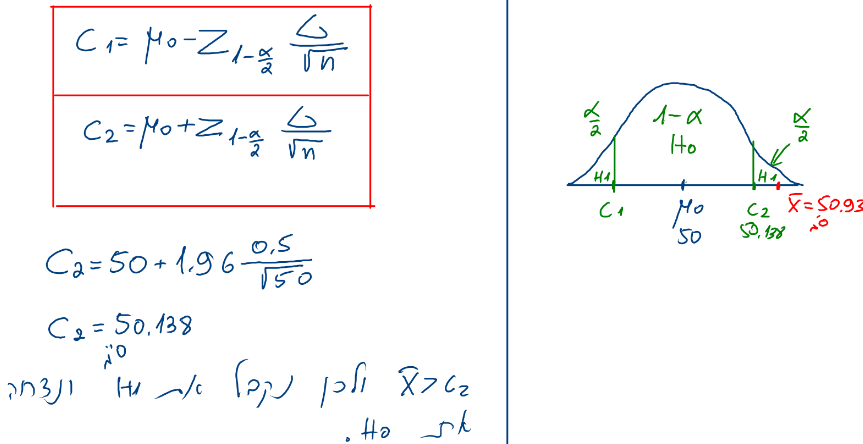 C₁ = μ₀ − Z₁₋α/₂ σ/√n
C₂ = μ₀ + Z₁₋α/₂ σ/√n
C₂ = 50 + 1.96 0.5/√50
C₂ = 50.138
ס"מ
X̄ > C₂ ולכן נקבל את H1 ונדחה
את H₀.
α/2
1-α
α/2
H₀
H1
H1
C₁
μ₀
C₂
X̄ = 50.93
50
50.138
ס"מ